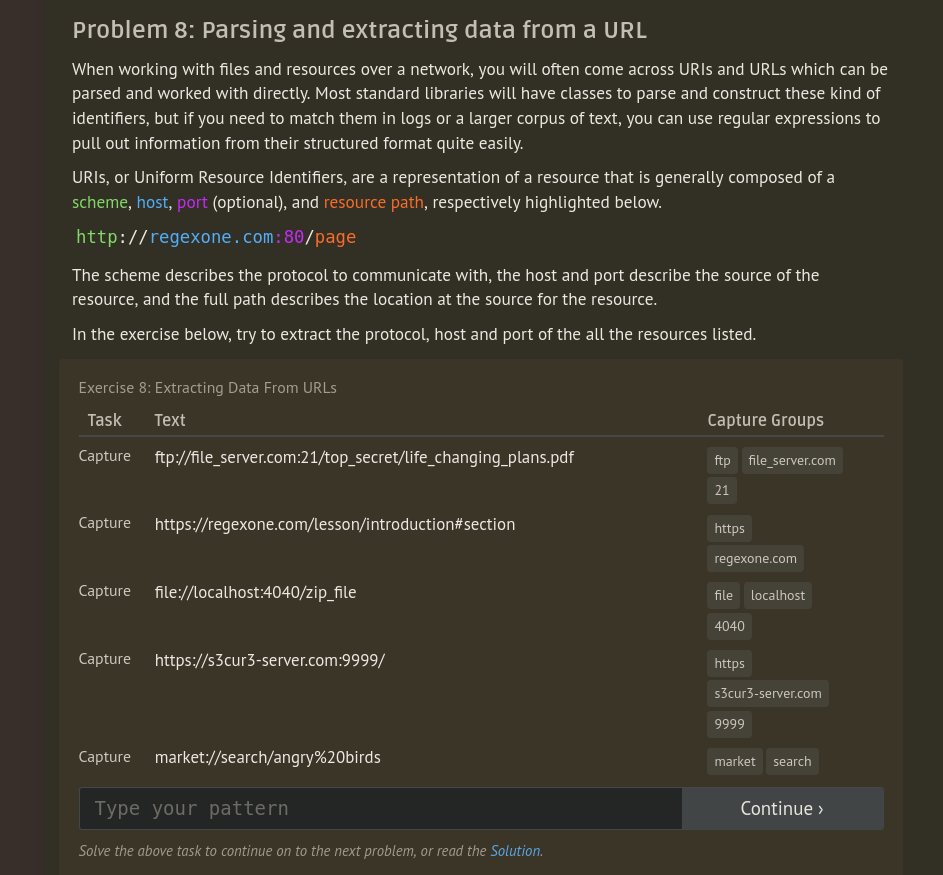 Problem 8: Parsing and extracting data from a URL
When working with files and resources over a network, you will often come across URIs and URLs which can be
parsed and worked with directly. Most standard libraries will have classes to parse and construct these kind of
identifiers, but if you need to match them in logs or a larger corpus of text, you can use regular expressions to
pull out information from their structured format quite easily.
URIs, or Uniform Resource Identifiers, are a representation of a resource that is generally composed of a
scheme, host, port (optional), and resource path, respectively highlighted below.
http://regexone.com:80/page
The scheme describes the protocol to communicate with, the host and port describe the source of the
resource, and the full path describes the location at the source for the resource.
In the exercise below, try to extract the protocol, host and port of the all the resources listed.
Exercise 8: Extracting Data From URLs
Task Text Capture Groups
Capture ftp://file_server.com:21/top_secret/life_changing_plans.pdf ftp file_server.com
21
Capture https://regexone.com/lesson/introduction#section https
regexone.com
Capture file://localhost:4040/zip_file file localhost
4040
Capture https://s3cur3-server.com:9999/ https
s3cur3-server.com
9999
Capture market://search/angry%20birds market search
Type your pattern Continue ›
Solve the above task to continue on to the next problem, or read the Solution.